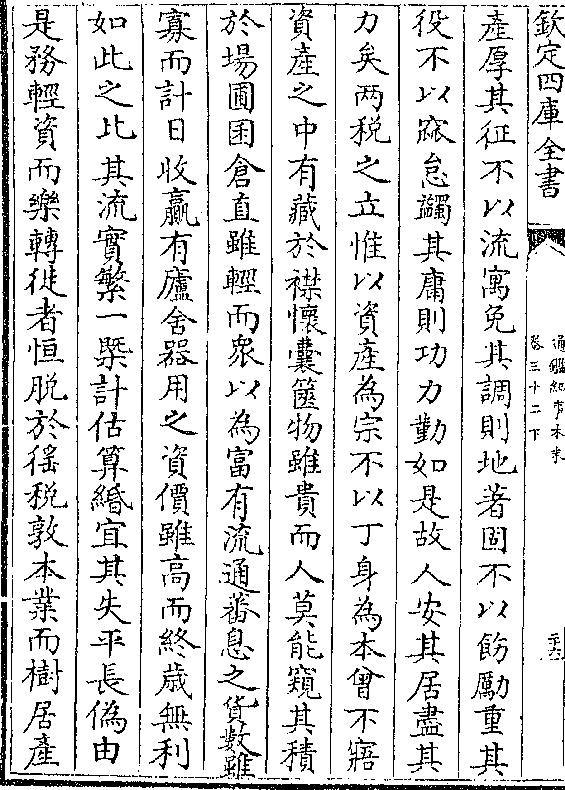 欽定四庫全書
通鑑紀事本末
卷三十二下
產厚其征不以流寓免其調則地著固不以飭勵重其
役不以窳怠蠲其庸則功力勤如是故人安其居盡其
力矣两税之立惟以資產為宗不以丁身為本曾不寤
資產之中有藏於襟懷囊篋物雖貴而人莫能窺其積
於場圃囷倉直雖輕而衆以為富有流通蕃息之貨數雖
寡而計日收贏有廬舍器用之資價雖高而終歲無利
如此之比其流實繁一槩計估算緡宜其失平長偽由
是務輕資而樂轉徙者恒脱於徭税敦本業而樹居產